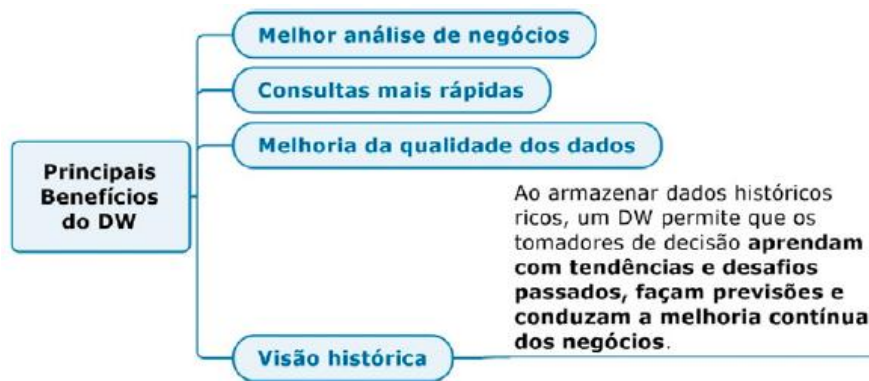 Principais
Benefícios
do DW
Melhor análise de negócios
Consultas mais rápidas
Melhoria da qualidade dos dados
Visão histórica
Ao armazenar dados históricos
ricos, um DW permite que os
tomadores de decisão aprendam
com tendências e desafios
passados, façam previsões e
conduzam a melhoria contínua
dos negócios.